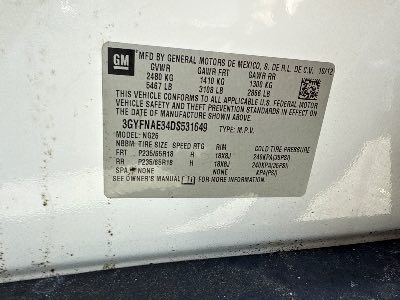 GM
MFD BY GENERAL MOTORS DE MEXICO, S. DE R.L. DE C.V. 10/12
GVWR GAWR FRT GAWR RR
2480 KG 1410 KG 1300 KG
5467 LB 3108 LB 2866 LB
THIS VEHICLE CONFORMS TO ALL APPLICABLE U.S. FEDERAL
MOTOR VEHICLE SAFETY AND THEFT PREVENTION STANDARDS IN EFFECT ON
THE DATE OF MANUFACTURE SHOWN ABOVE.
3GYFNAE34DS531649 TYPE: M.P.V.
MODEL: NG26
TIRE SIZE SPEED RTG RIM COLD TIRE PRESSURE
FRT P235/65R18 H 18X8J 240KPA(35PSI)
RR P235/65R18 H 18X8J 240KPA(35PSI)
SPA NONE NONE KPA(PSI)
SEE OWNER'S MANUAL FOR MORE INFORMATION